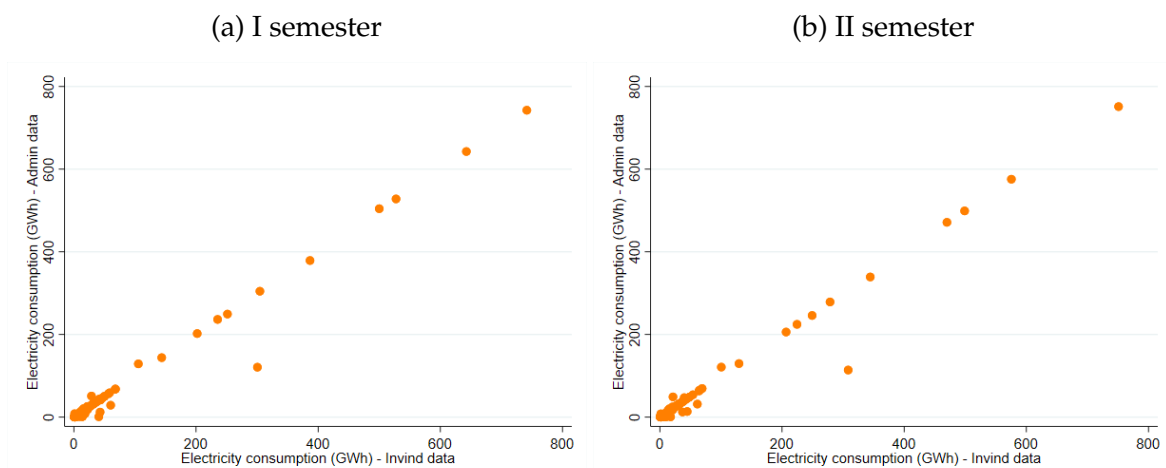 (a) I semester
(b) II semester
Electricity consumption (GWh) - Admin data
800
600
400
200
0
0 200 400 600 800
Electricity consumption (GWh) - Invind data
Electricity consumption (GWh) - Admin data
800
600
400
200
0
0 200 400 600 800
Electricity consumption (GWh) - Invind data